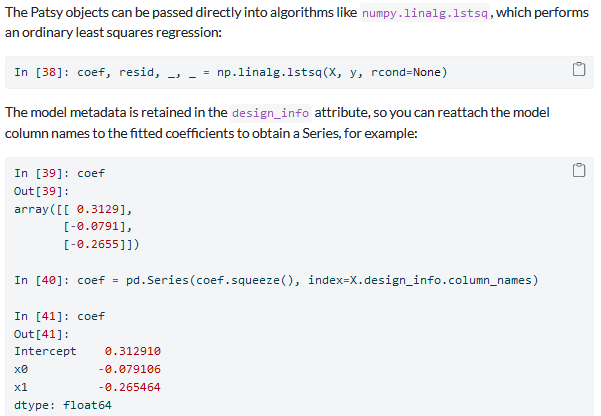 The Patsy objects can be passed directly into algorithms like numpy.linalg.lstsq, which performs
an ordinary least squares regression:
In [38]: coef, resid, _, _ = np.linalg.lstsq(X, y, rcond=None)
The model metadata is retained in the design_info attribute, so you can reattach the model
column names to the fitted coefficients to obtain a Series, for example:
In [39]: coef
Out[39]:
array([[ 0.3129],
       [-0.0791],
       [-0.2655]])
In [40]: coef = pd.Series(coef.squeeze(), index=X.design_info.column_names)
In [41]: coef
Out[41]:
Intercept    0.312910
x0          -0.079106
x1          -0.265464
dtype: float64